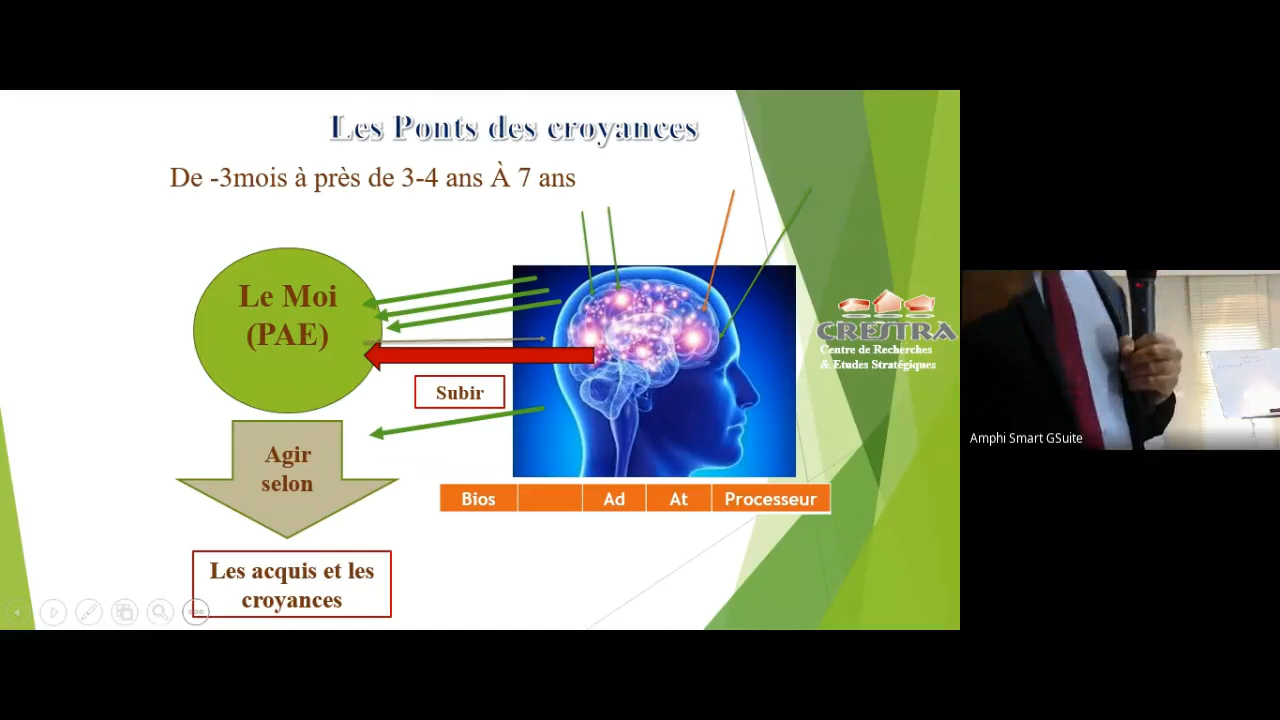 Les Ponts des croyances
De -3mois à près de 3-4 ans À 7 ans
Le Moi
(PAE)
Subir
Agir
selon
Les acquis et les
croyances
Bios Ad At Processeur
CRESTRA
Centre de Recherches
& Etudes Stratégiques
Amphi Smart GSuite